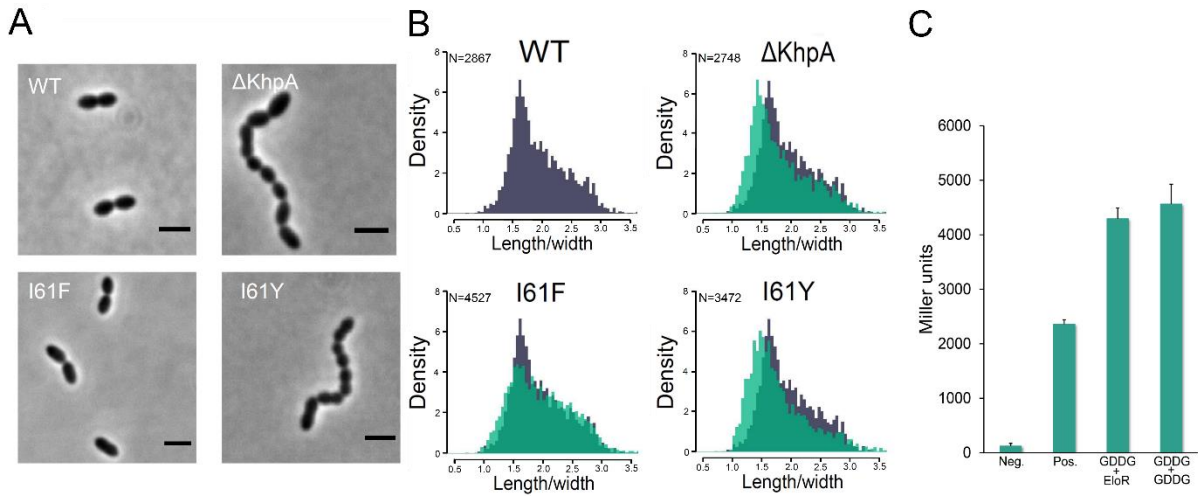 A
WT
ΔKhpA
I61F
I61Y
B
WT
N=2867
8
6
4
2
0
Density
0.5 1.0 1.5 2.0 2.5 3.0 3.5
Length/width
ΔKhpA
N=2748
8
6
4
2
0
Density
0.5 1.0 1.5 2.0 2.5 3.0 3.5
Length/width
I61F
N=4527
8
6
4
2
0
Density
0.5 1.0 1.5 2.0 2.5 3.0 3.5
Length/width
I61Y
N=3472
8
6
4
2
0
Density
0.5 1.0 1.5 2.0 2.5 3.0 3.5
Length/width
C
6000
5000
4000
3000
2000
1000
0
Miller units
Neg.
Pos.
GDDG
+
EloR
GDDG
+
GDDG